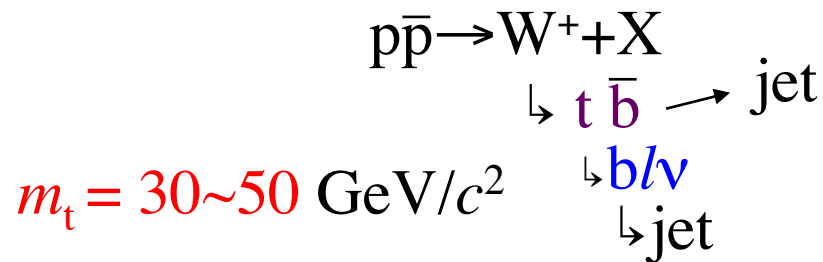 pp̅→W⁺+X
↳ t b̅ → jet
↳blν
mₜ = 30~50 GeV/c²
↳jet